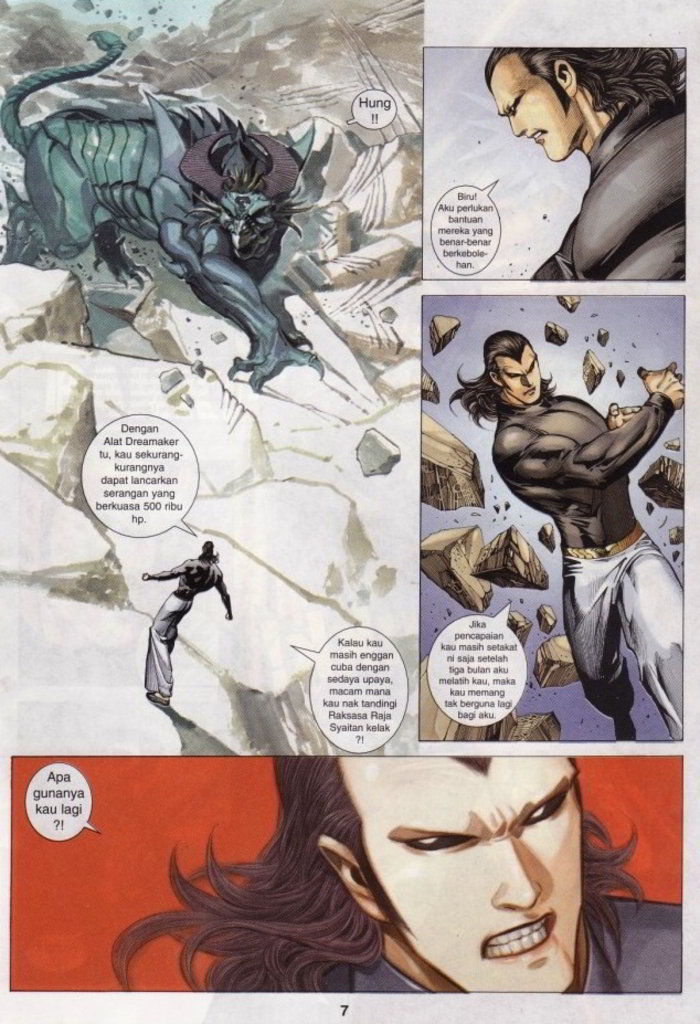 Hung
!!
Biru!
Aku perlukan
bantuan
mereka yang
benar-benar
berkebole-
han.
Dengan
Alat Dreamaker
tu, kau sekurang-
kurangnya
dapat lancarkan
serangan yang
berkuasa 500 ribu
hp.
Kalau kau
masih enggan
cuba dengan
sedaya upaya,
macam mana
kau nak tandingi
Raksasa Raja
Syaitan kelak
?!
Jika
pencapaian
kau masih setakat
ni saja setelah
tiga bulan aku
melatih kau, maka
kau memang
tak berguna lagi
bagi aku.
Apa
gunanya
kau lagi
?!
7